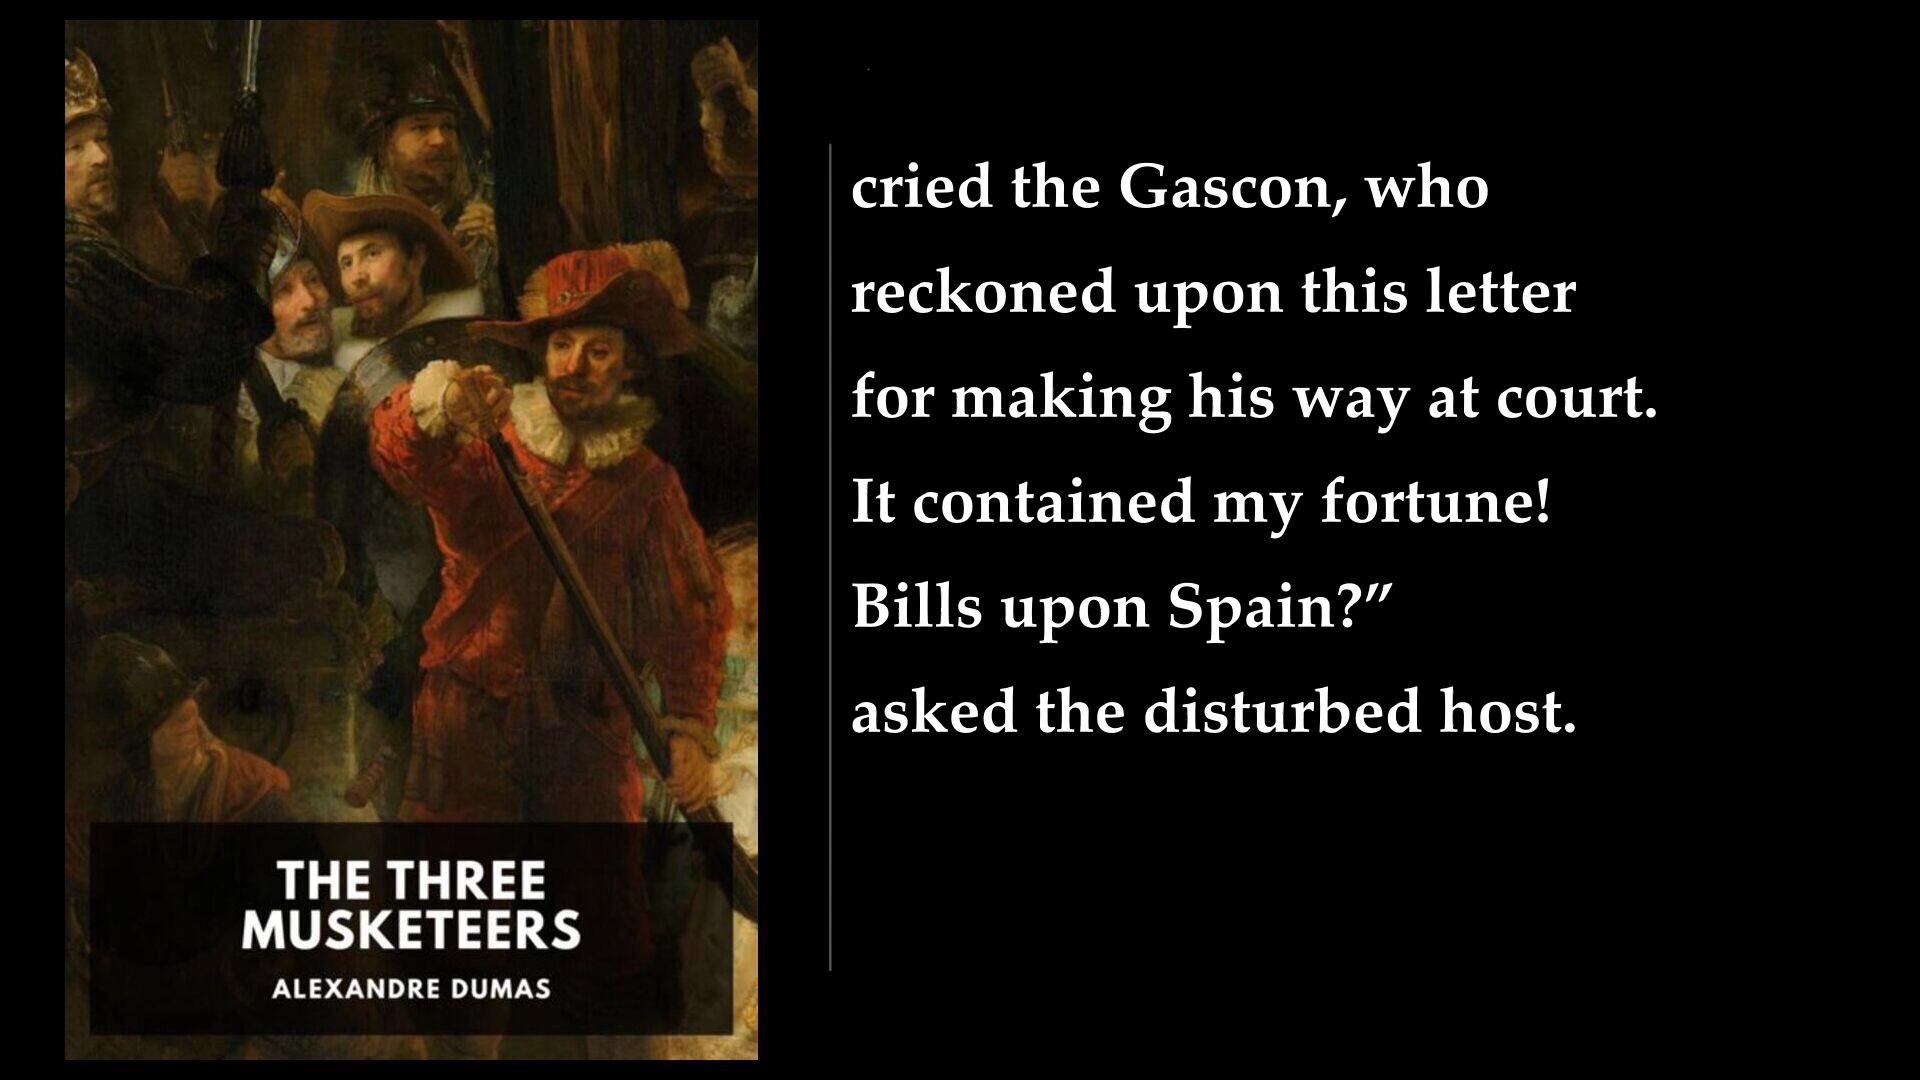 THE THREE
MUSKETEERS
ALEXANDRE DUMAS
cried the Gascon, who
reckoned upon this letter
for making his way at court.
It contained my fortune!
Bills upon Spain?”
asked the disturbed host.